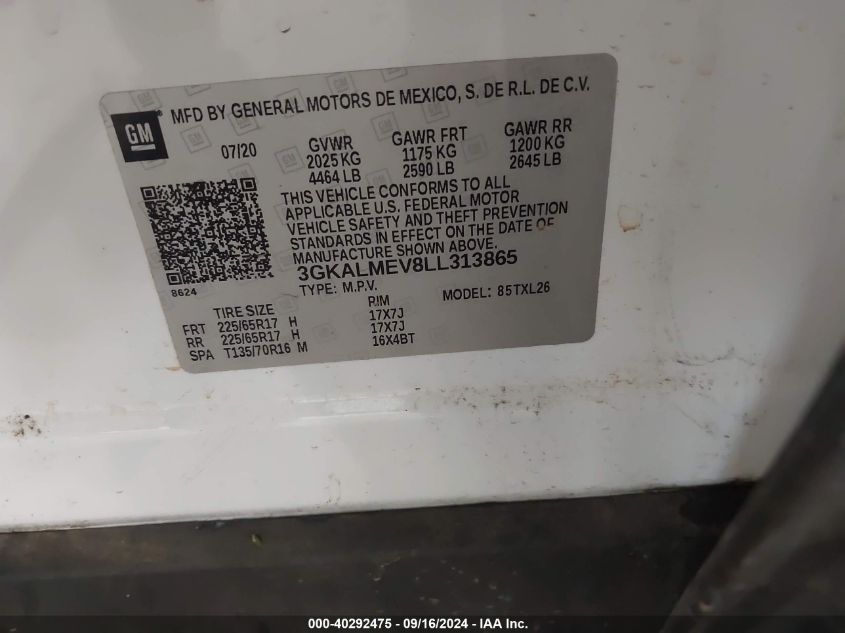 GM ® MFD BY GENERAL MOTORS DE MEXICO, S. DE R.L. DE C.V.
07/20 GVWR GAWR FRT GAWR RR
2025 KG 1175 KG 1200 KG
4464 LB 2590 LB 2645 LB
THIS VEHICLE CONFORMS TO ALL
APPLICABLE U.S. FEDERAL MOTOR
VEHICLE SAFETY AND THEFT PREVENTION
STANDARDS IN EFFECT ON THE DATE OF
MANUFACTURE SHOWN ABOVE.
3GKALMEV8LL313865
8624
TYPE: M.P.V. MODEL: 85TXL26
TIRE SIZE RIM
FRT 225/65R17 H 17X7J
RR 225/65R17 H 17X7J
SPA T135/70R16 M 16X4BT
000-40292475 - 09/16/2024 - IAA Inc.